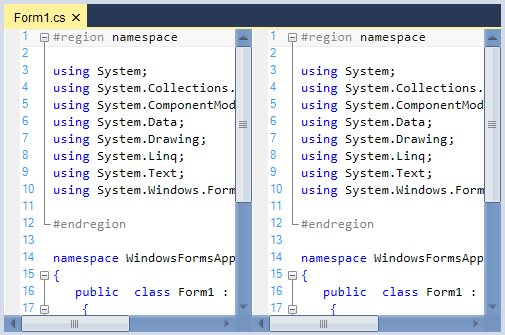 Form1.cs
1 #region namespace
2
3 using System;
4 using System.Collections.
5 using System.ComponentMod
6 using System.Data;
7 using System.Drawing;
8 using System.Linq;
9 using System.Text;
10 using System.Windows.Form
11
12 #endregion
13
14 namespace WindowsFormsApp
15 {
16 public class Form1 :
17 {
1 #region namespace
2
3 using System;
4 using System.Collections.
5 using System.ComponentMod
6 using System.Data;
7 using System.Drawing;
8 using System.Linq;
9 using System.Text;
10 using System.Windows.Form
11
12 #endregion
13
14 namespace WindowsFormsApp
15 {
16 public class Form1 :
17 {